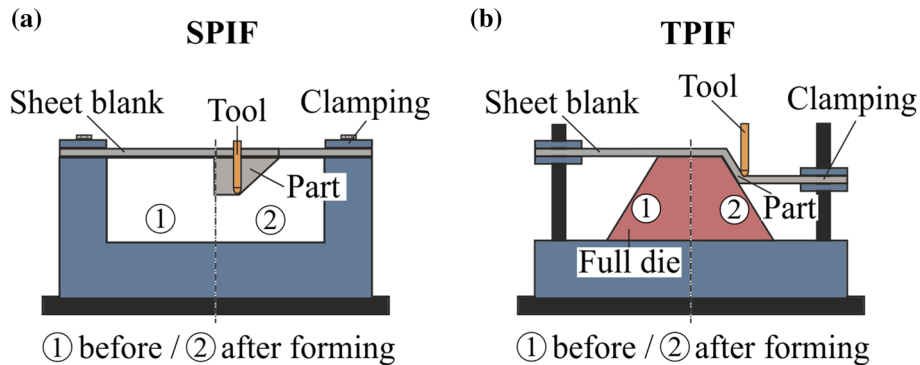 (a)
SPIF
Sheet blank
Tool
Clamping
Part
① ②
① before / ② after forming
(b)
TPIF
Tool
Sheet blank
Clamping
① ②
Part
Full die
① before / ② after forming